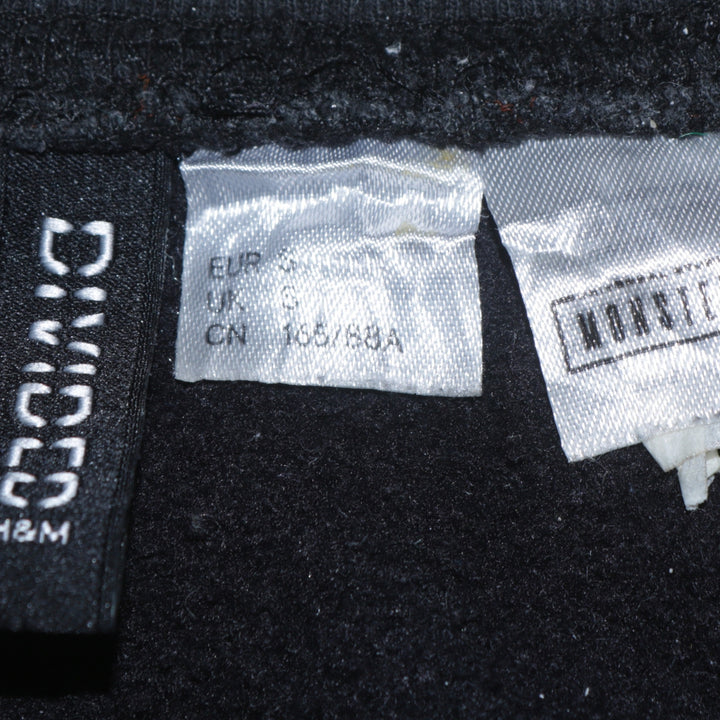 DIVIDED
H&M
EUR S
UK S
CN 165/88A